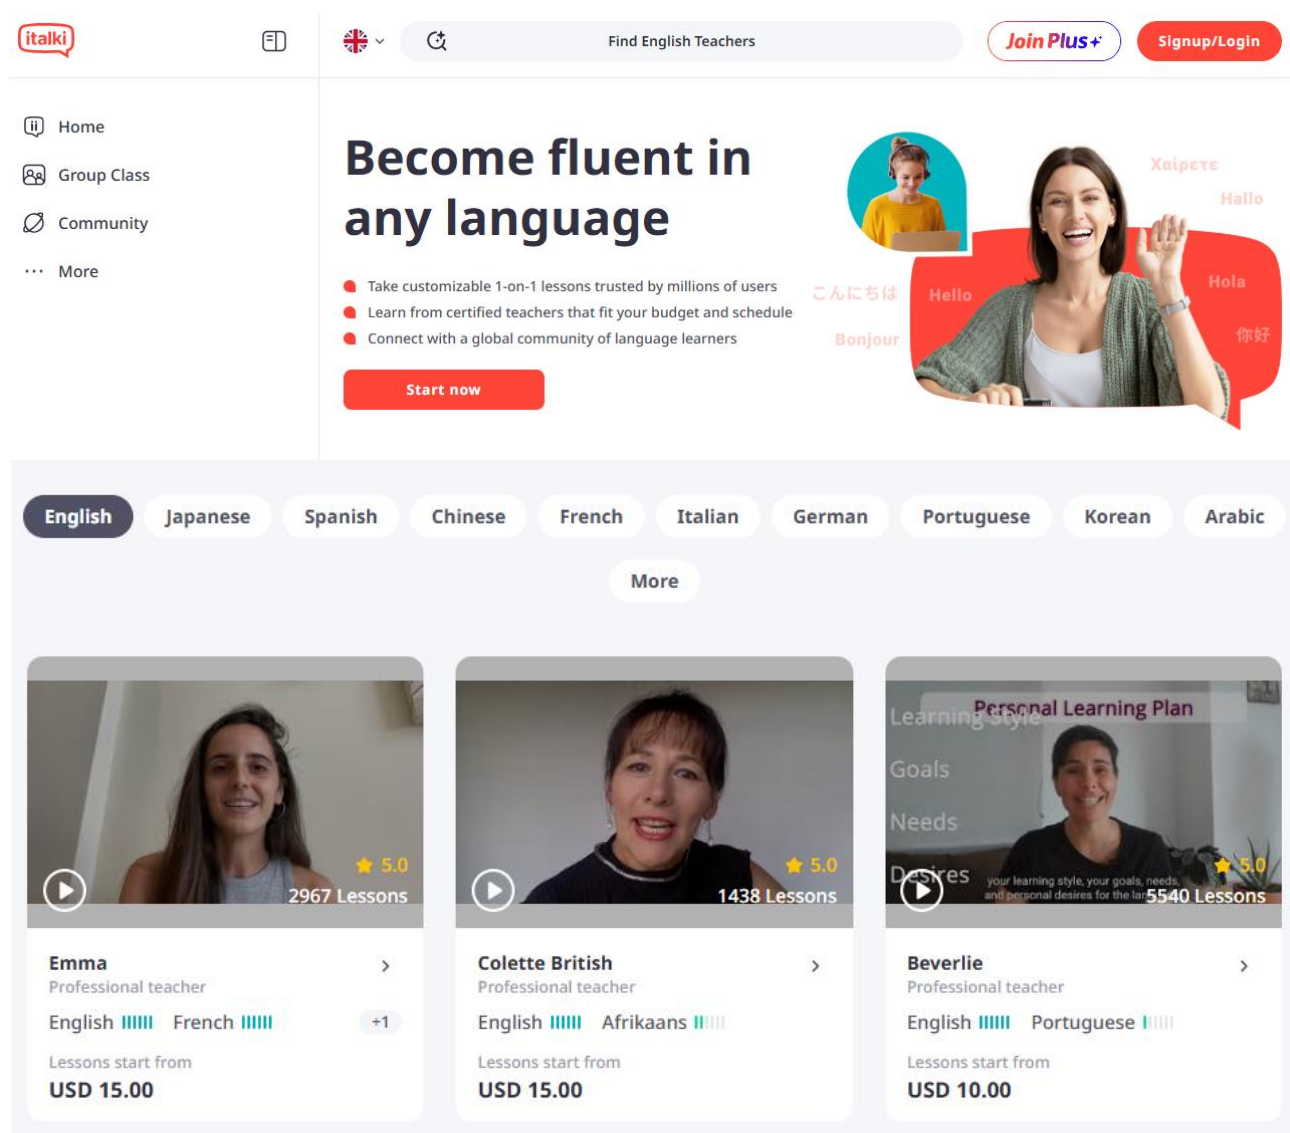 italki
Find English Teachers
Join Plus+
Signup/Login
Home
Group Class
Community
More
Become fluent in
any language
Take customizable 1-on-1 lessons trusted by millions of users
Learn from certified teachers that fit your budget and schedule
Connect with a global community of language learners
Start now
Χαίρετε
Hallo
Hola
こんにちは
Hello
Bonjour
你好
English
Japanese
Spanish
Chinese
French
Italian
German
Portuguese
Korean
Arabic
More
5.0
2967 Lessons
Emma
Professional teacher
English French +1
Lessons start from
USD 15.00
5.0
1438 Lessons
Colette British
Professional teacher
English Afrikaans
Lessons start from
USD 15.00
Personal Learning Plan
Learning Style
Goals
Needs
Desires
your learning style, your goals, needs,
and personal desires for the
5.0
5540 Lessons
Beverlie
Professional teacher
English Portuguese
Lessons start from
USD 10.00